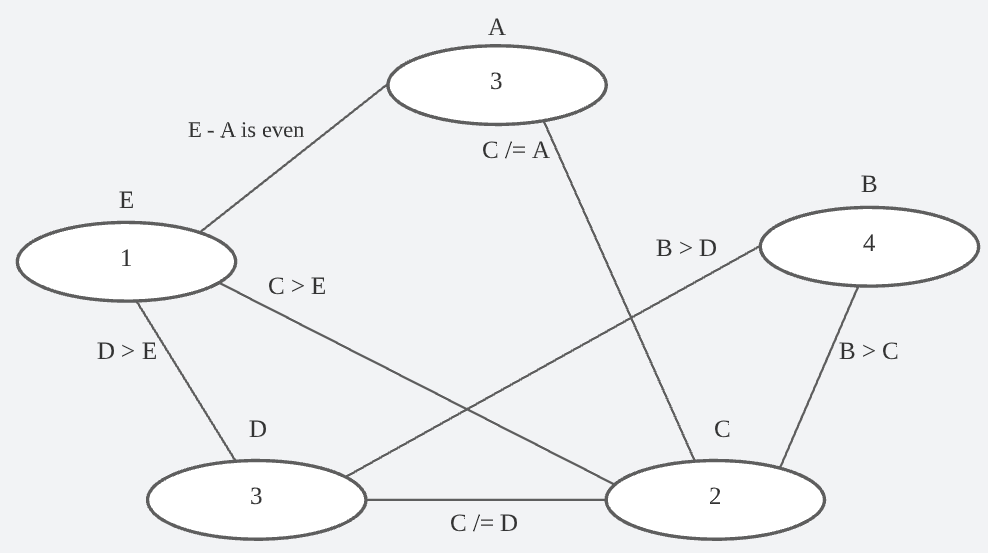 A
3
E - A is even
C /= A
B
E
4
B > D
1
C > E
D > E
B > C
D
C
3
2
C /= D